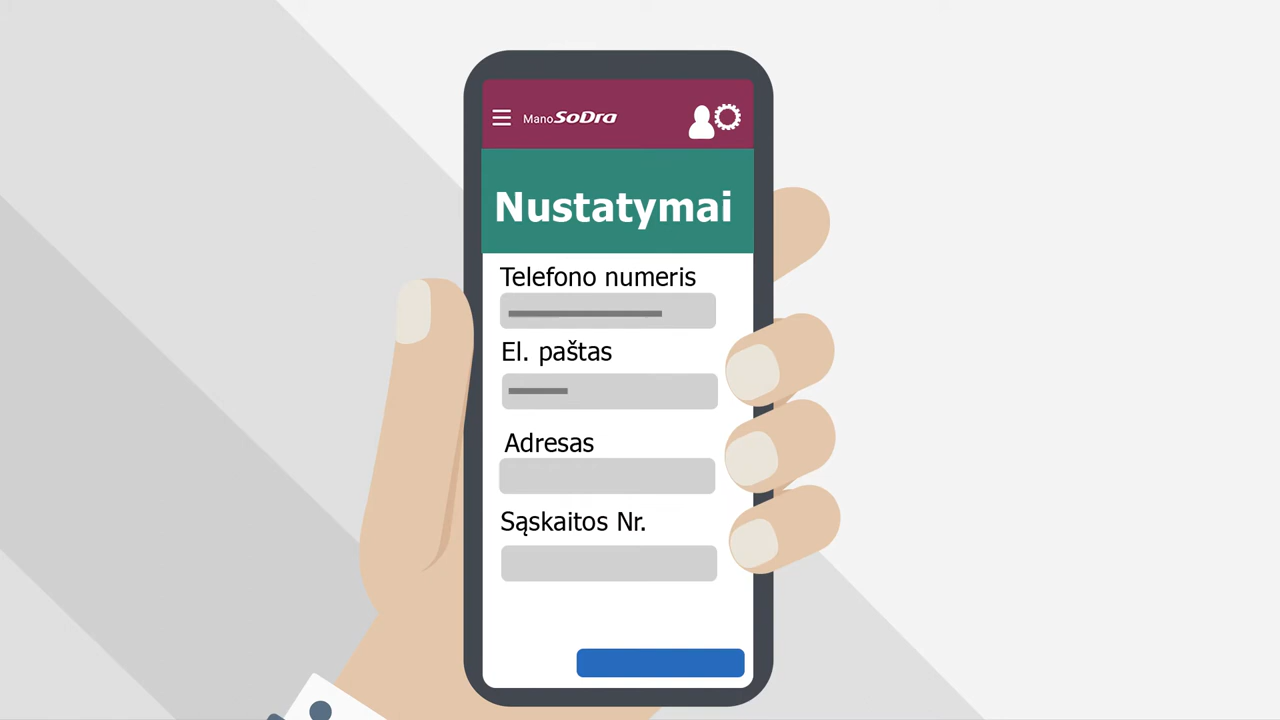 Mano SoDra
Nustatymai
Telefono numeris
El. paštas
Adresas
Sąskaitos Nr.